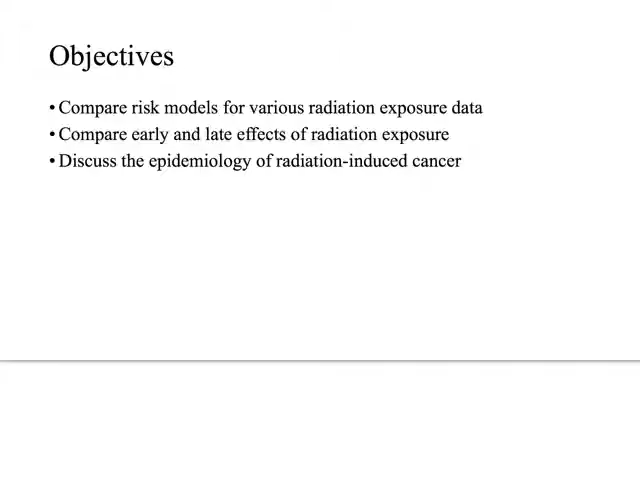 Objectives
• Compare risk models for various radiation exposure data
• Compare early and late effects of radiation exposure
• Discuss the epidemiology of radiation-induced cancer